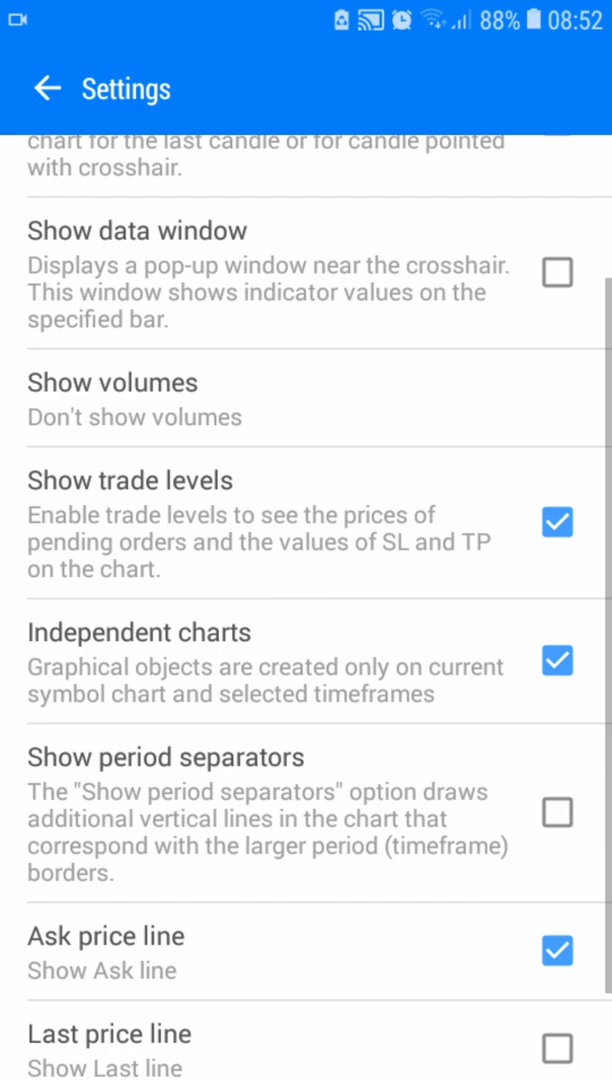 88% 08:52
Settings
chart for the last candle or for candle pointed
with crosshair.
Show data window
Displays a pop-up window near the crosshair.
This window shows indicator values on the
specified bar.
Show volumes
Don't show volumes
Show trade levels
Enable trade levels to see the prices of
pending orders and the values of SL and TP
on the chart.
Independent charts
Graphical objects are created only on current
symbol chart and selected timeframes
Show period separators
The "Show period separators" option draws
additional vertical lines in the chart that
correspond with the larger period (timeframe)
borders.
Ask price line
Show Ask line
Last price line
Show Last line